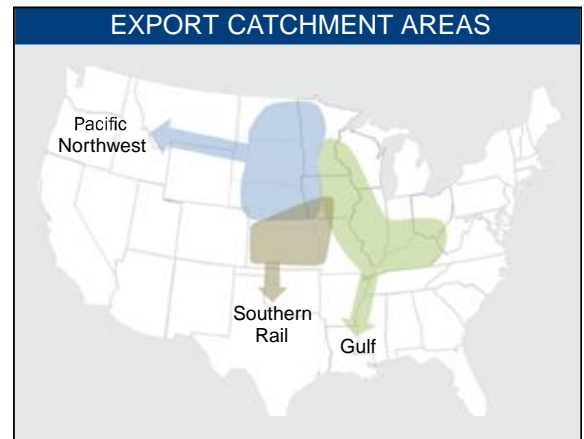 EXPORT CATCHMENT AREAS
Pacific
Northwest
Southern
Rail
Gulf